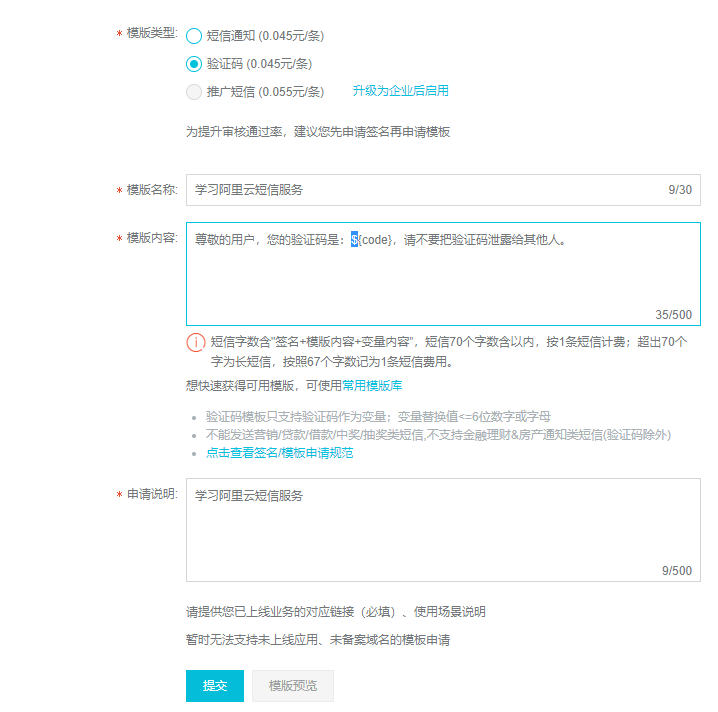 * 模版类型: 短信通知 (0.045元/条)
验证码 (0.045元/条)
推广短信 (0.055元/条) 升级为企业后启用
为提升审核通过率，建议您先申请签名再申请模板
* 模版名称: 学习阿里云短信服务 9/30
* 模版内容: 尊敬的用户，您的验证码是：${code}，请不要把验证码泄露给其他人。
35/500
短信字数含"签名+模版内容+变量内容"，短信70个字数含以内，按1条短信计费；超出70个
字为长短信，按照67个字数记为1条短信费用。
想快速获得可用模版，可使用常用模版库
• 验证码模板只支持验证码作为变量；变量替换值<=6位数字或字母
• 不能发送营销/贷款/借款/中奖/抽奖类短信,不支持金融理财&房产通知类短信(验证码除外)
• 点击查看签名/模板申请规范
* 申请说明: 学习阿里云短信服务
9/500
请提供您已上线业务的对应链接（必填）、使用场景说明
暂时无法支持未上线应用、未备案域名的模板申请
提交 模版预览